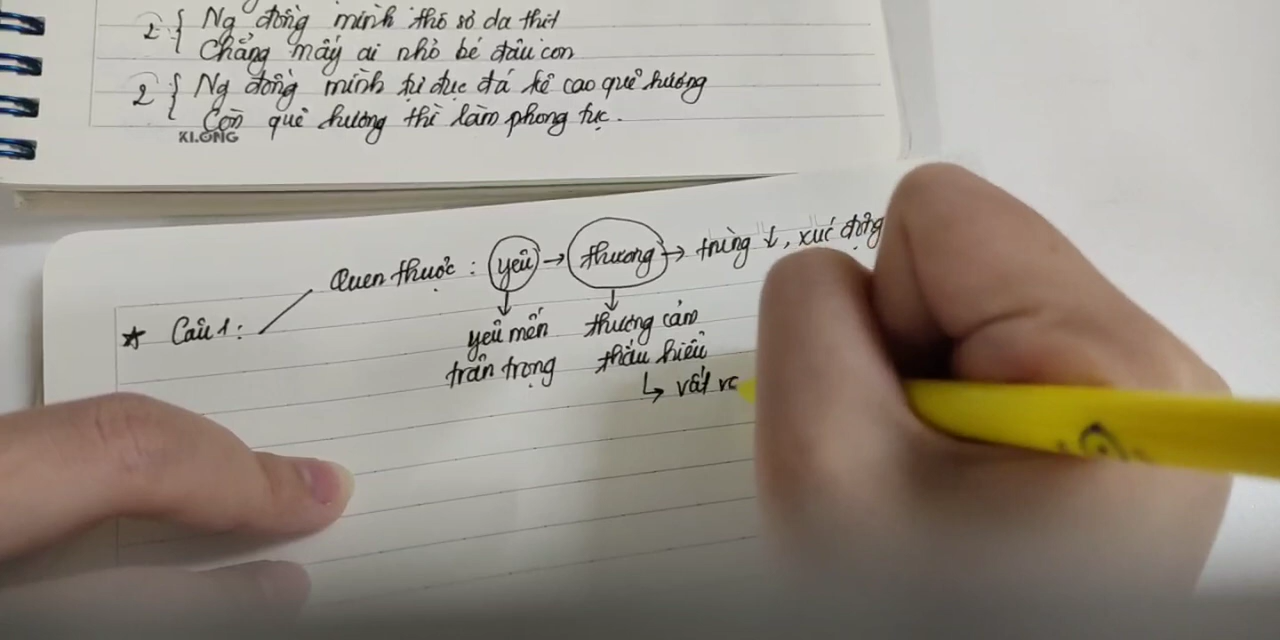 2 { Ng đồng mình thô sơ da thịt
Chẳng mấy ai nhỏ bé đâu con
2 { Ng đồng mình tự đục đá kê cao quê hương
Còn quê hương thì làm phong tục.
KLONG
Quen thuộc : yêu → thương → trùng ↓, xúc động
* Câu 1:
yêu mến thương cảm
trân trọng thấu hiểu
↳ vất